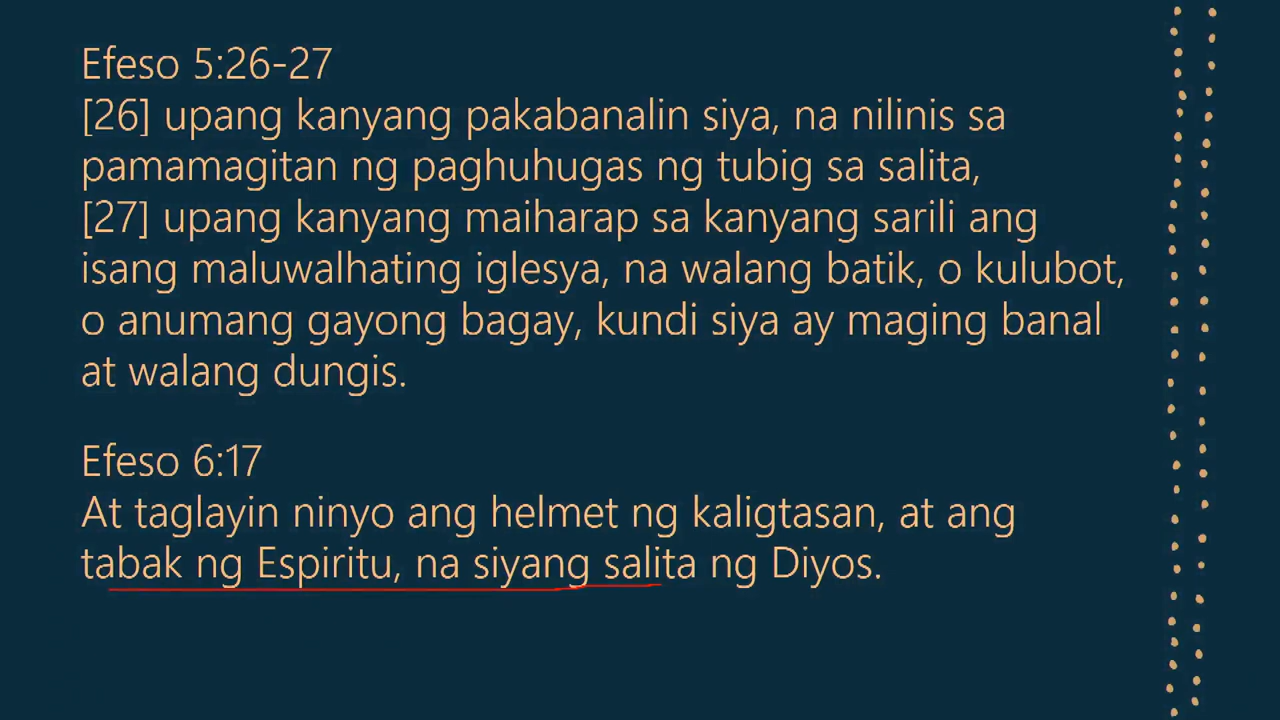 Efeso 5:26-27
[26] upang kanyang pakabanalin siya, na nilinis sa
pamamagitan ng paghuhugas ng tubig sa salita,
[27] upang kanyang maiharap sa kanyang sarili ang
isang maluwalhating iglesya, na walang batik, o kulubot,
o anumang gayong bagay, kundi siya ay maging banal
at walang dungis.
Efeso 6:17
At taglayin ninyo ang helmet ng kaligtasan, at ang
tabak ng Espiritu, na siyang salita ng Diyos.